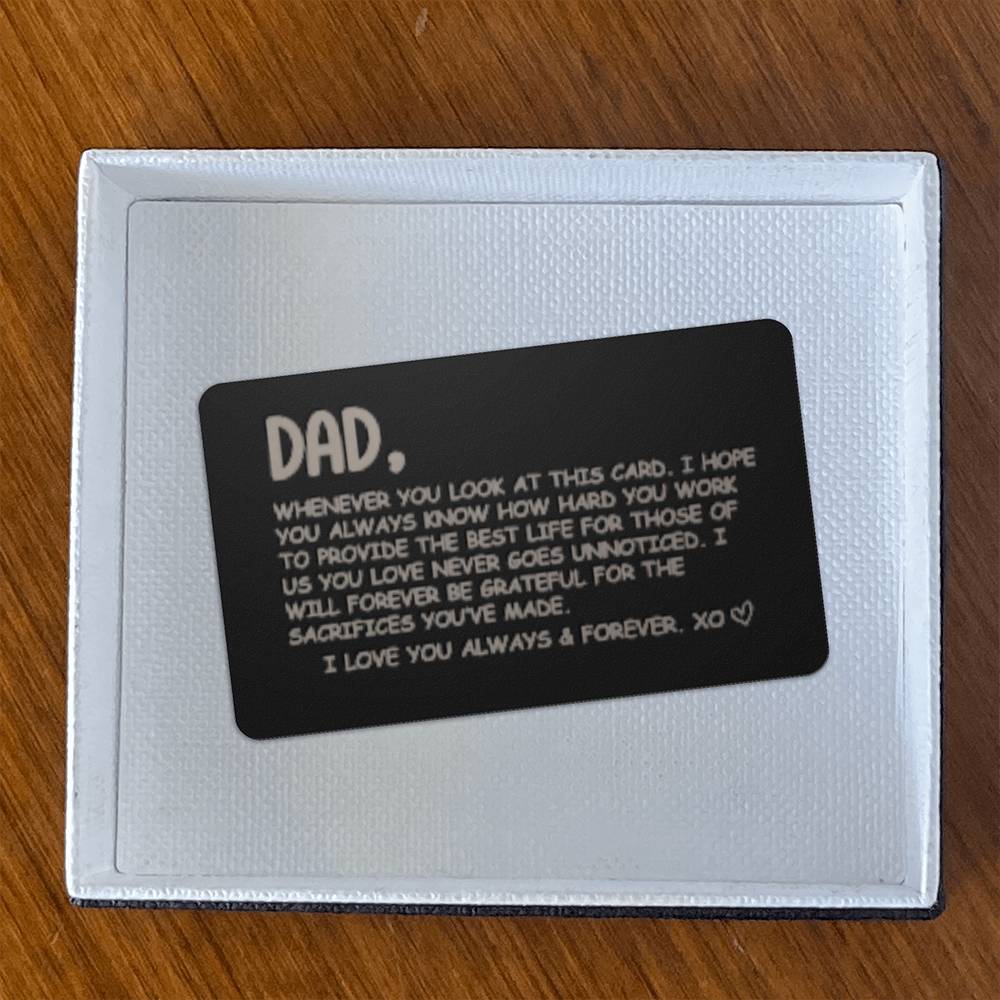 DAD,
WHENEVER YOU LOOK AT THIS CARD. I HOPE
YOU ALWAYS KNOW HOW HARD YOU WORK
TO PROVIDE THE BEST LIFE FOR THOSE OF
US YOU LOVE NEVER GOES UNNOTICED. I
WILL FOREVER BE GRATEFUL FOR THE
SACRIFICES YOU'VE MADE.
I LOVE YOU ALWAYS & FOREVER. XO ♡